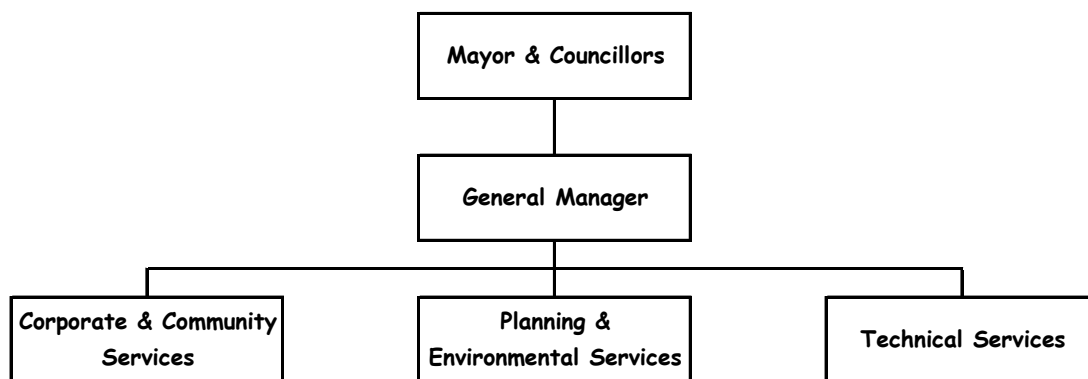 Mayor & Councillors
General Manager
Corporate & Community
Services
Planning &
Environmental Services
Technical Services